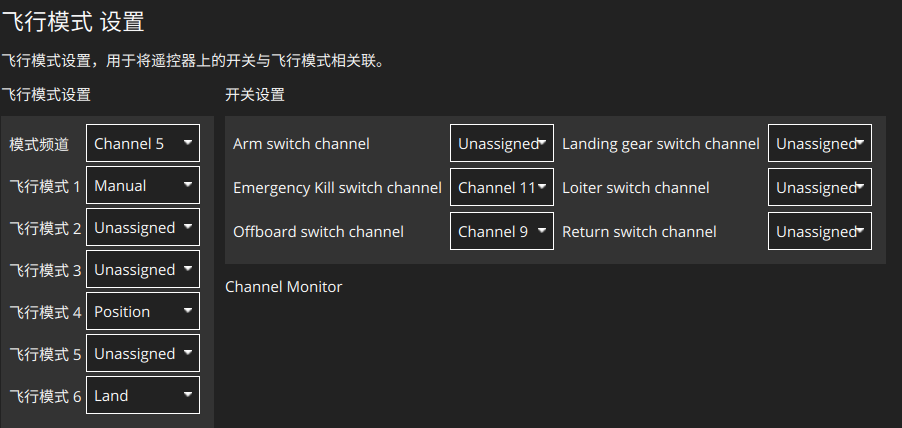 飞行模式 设置
飞行模式设置，用于将遥控器上的开关与飞行模式相关联。
飞行模式设置
模式频道 Channel 5
飞行模式 1 Manual
飞行模式 2 Unassigned
飞行模式 3 Unassigned
飞行模式 4 Position
飞行模式 5 Unassigned
飞行模式 6 Land
开关设置
Arm switch channel Unassigned Landing gear switch channel Unassigned
Emergency Kill switch channel Channel 11 Loiter switch channel Unassigned
Offboard switch channel Channel 9 Return switch channel Unassigned
Channel Monitor